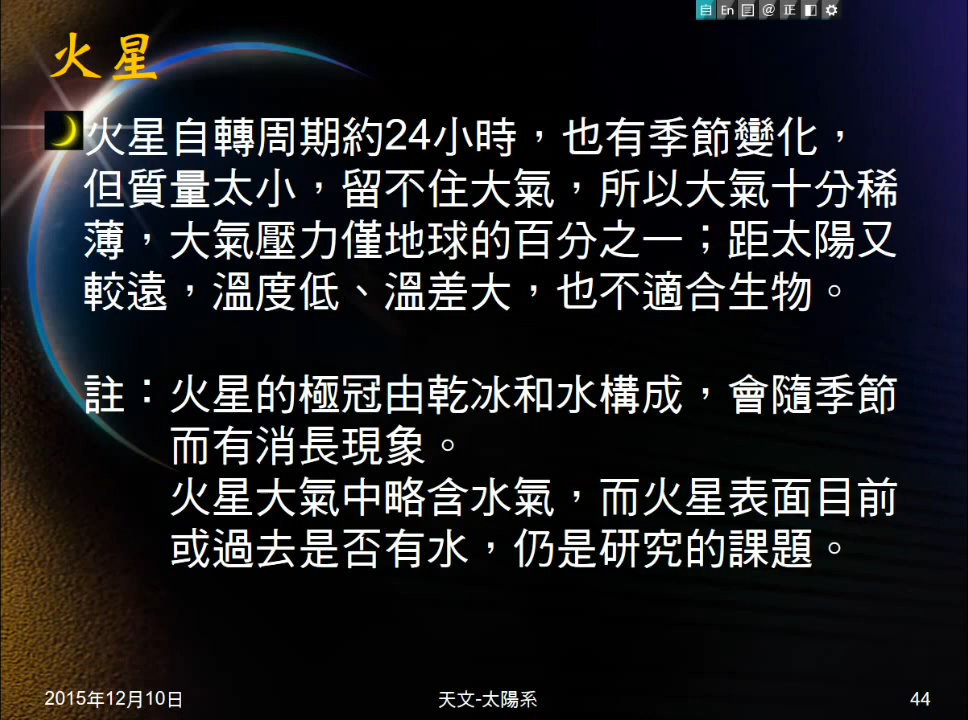 自 En @ 正
火星
火星自轉周期約24小時，也有季節變化，
但質量太小，留不住大氣，所以大氣十分稀
薄，大氣壓力僅地球的百分之一；距太陽又
較遠，溫度低、溫差大，也不適合生物。
註：火星的極冠由乾冰和水構成，會隨季節
而有消長現象。
火星大氣中略含水氣，而火星表面目前
或過去是否有水，仍是研究的課題。
2015年12月10日 天文-太陽系 44